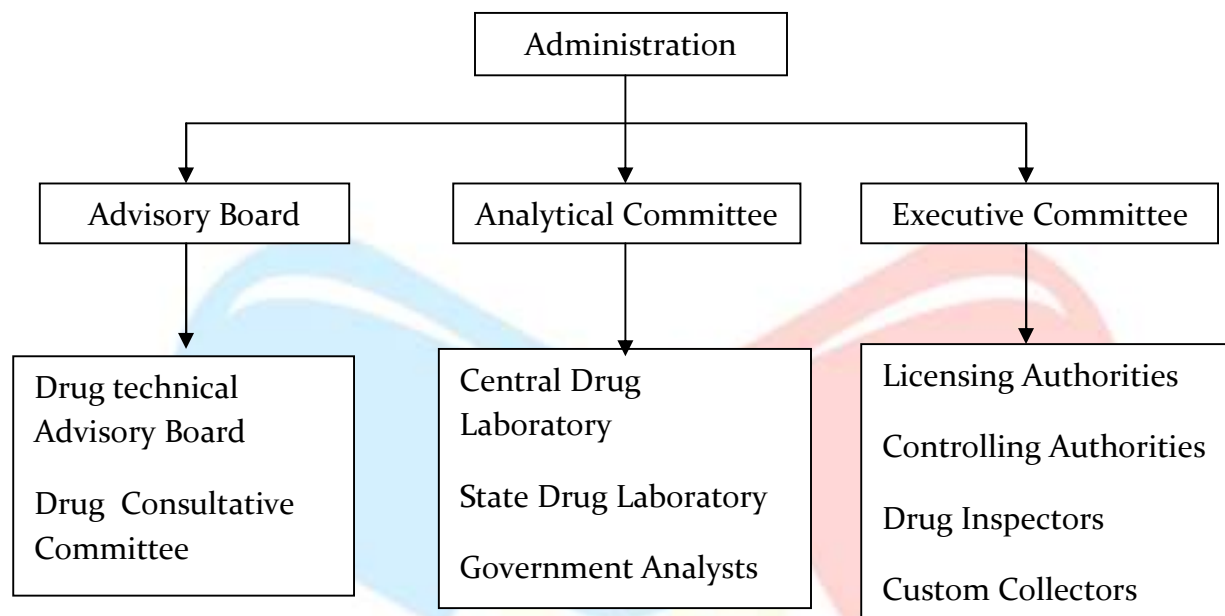 Administration
Advisory Board
Analytical Committee
Executive Committee
Drug technical
Advisory Board
Drug Consultative
Committee
Central Drug
Laboratory
State Drug Laboratory
Government Analysts
Licensing Authorities
Controlling Authorities
Drug Inspectors
Custom Collectors